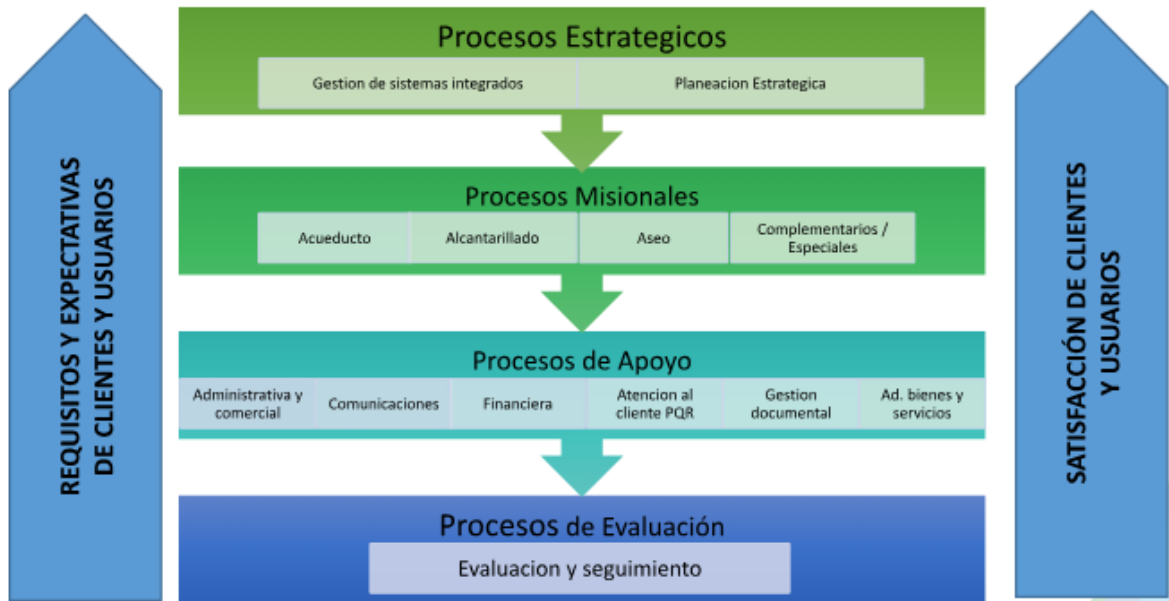 REQUISITOS Y EXPECTATIVAS
DE CLIENTES Y USUARIOS
Procesos Estrategicos
Gestion de sistemas integrados
Planeacion Estrategica
Procesos Misionales
Acueducto
Alcantarillado
Aseo
Complementarios /
Especiales
Procesos de Apoyo
Administrativa y
comercial
Comunicaciones
Financiera
Atencion al
cliente PQR
Gestion
documental
Ad. bienes y
servicios
Procesos de Evaluación
Evaluacion y seguimiento
SATISFACCIÓN DE CLIENTES
Y USUARIOS